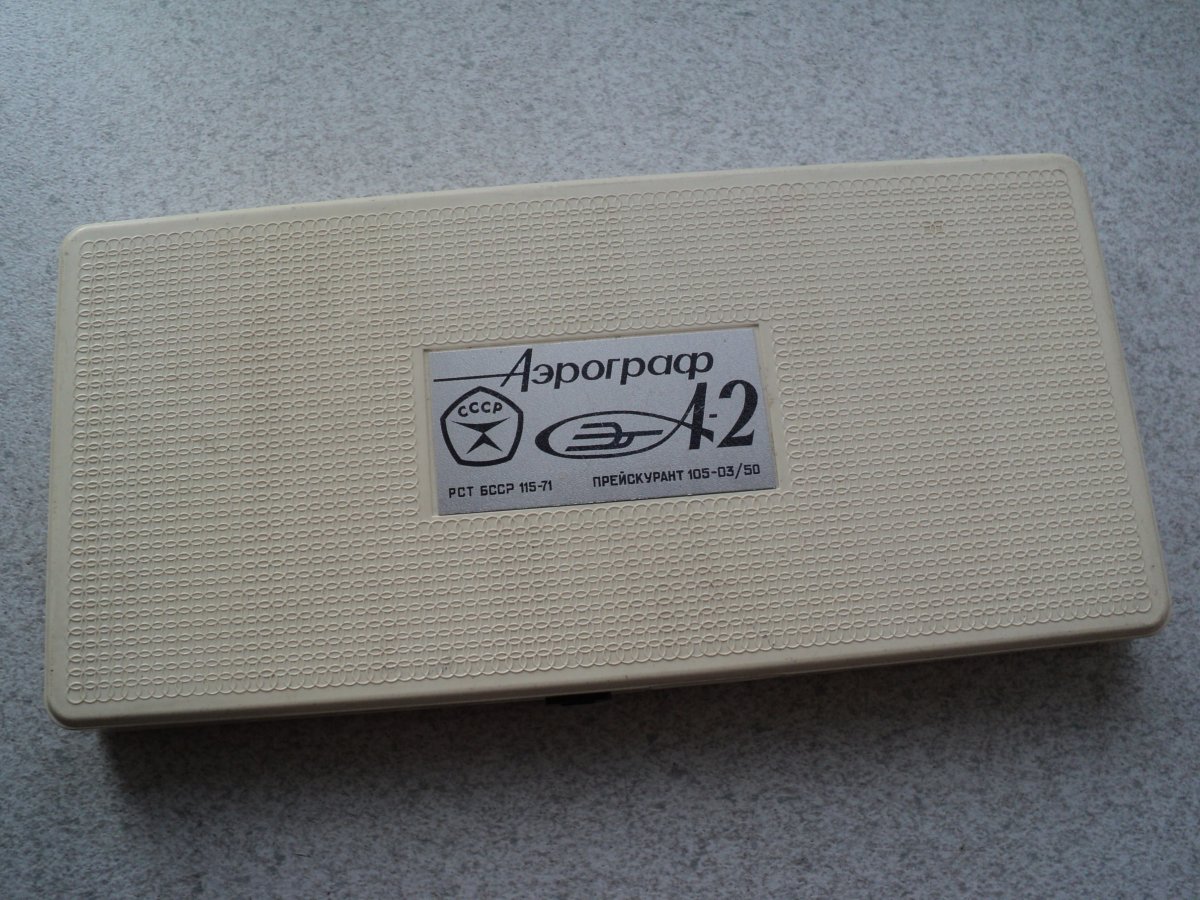 Аэрограф
СССР
А-2
РСТ БССР 115-71 ПРЕЙСКУРАНТ 105-03/50